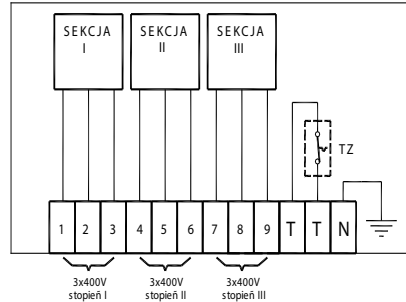 SEKCJA SEKCJA SEKCJA
I II III
TZ
1 2 3 4 5 6 7 8 9 T T N
3x400V 3x400V 3x400V
stopień I stopień II stopień III